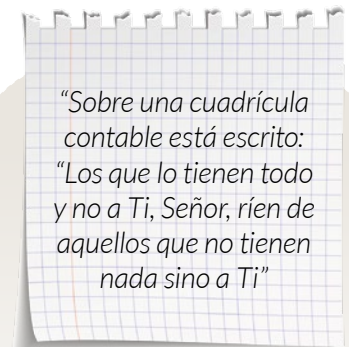 “Sobre una cuadrícula
contable está escrito:
“Los que lo tienen todo
y no a Ti, Señor, ríen de
aquellos que no tienen
nada sino a Ti”